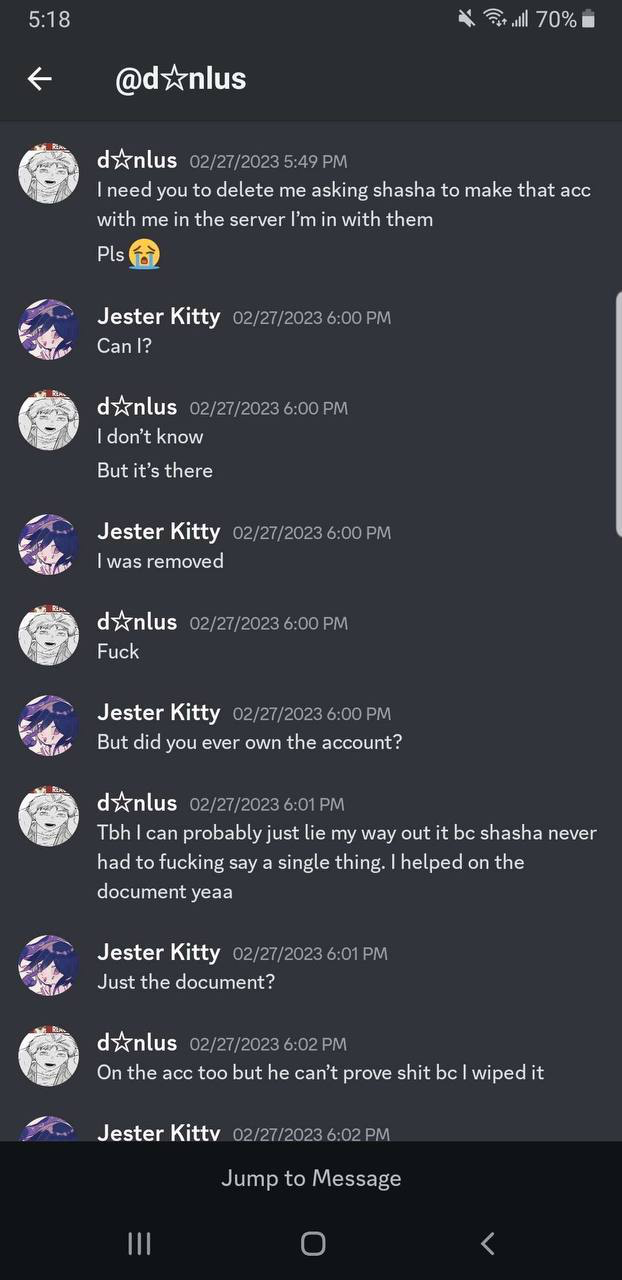 5:18
70%
@d☆nlus
d☆nlus 02/27/2023 5:49 PM
I need you to delete me asking shasha to make that acc
with me in the server I'm in with them
Pls 😭
Jester Kitty 02/27/2023 6:00 PM
Can I?
d☆nlus 02/27/2023 6:00 PM
I don't know
But it's there
Jester Kitty 02/27/2023 6:00 PM
I was removed
d☆nlus 02/27/2023 6:00 PM
Fuck
Jester Kitty 02/27/2023 6:00 PM
But did you ever own the account?
d☆nlus 02/27/2023 6:01 PM
Tbh I can probably just lie my way out it bc shasha never
had to fucking say a single thing. I helped on the
document yeaa
Jester Kitty 02/27/2023 6:01 PM
Just the document?
d☆nlus 02/27/2023 6:02 PM
On the acc too but he can't prove shit bc I wiped it
Jester Kitty 02/27/2023 6:02 PM
Jump to Message